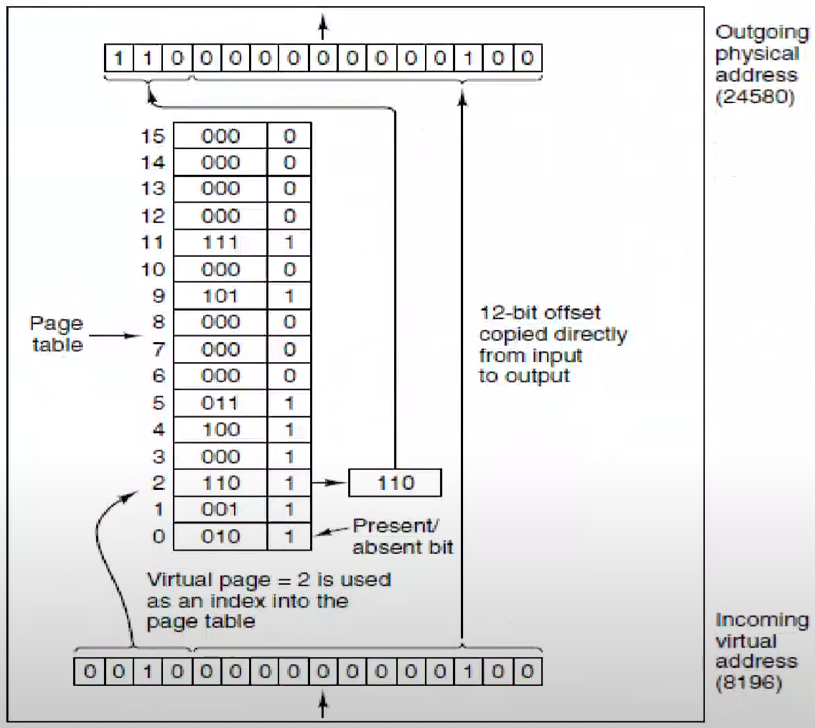 Outgoing
physical
address
(24580)
1 1 0 0 0 0 0 0 0 0 0 0 1 0 0
15 000 0
14 000 0
13 000 0
12 000 0
11 111 1
10 000 0
9 101 1
8 000 0
7 000 0
6 000 0
5 011 1
4 100 1
3 000 1
2 110 1
1 001 1
0 010 1
Page
table
110
12-bit offset
copied directly
from input
to output
Present/
absent bit
Virtual page = 2 is used
as an index into the
page table
0 0 1 0 0 0 0 0 0 0 0 0 0 1 0 0
Incoming
virtual
address
(8196)